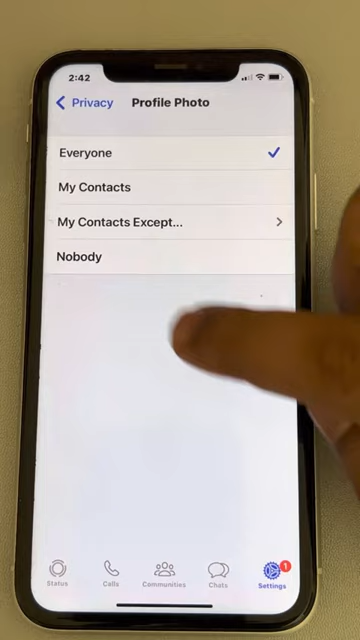 2:42
Privacy Profile Photo
Everyone
My Contacts
My Contacts Except...
Nobody
Status Calls Communities Chats Settings 1